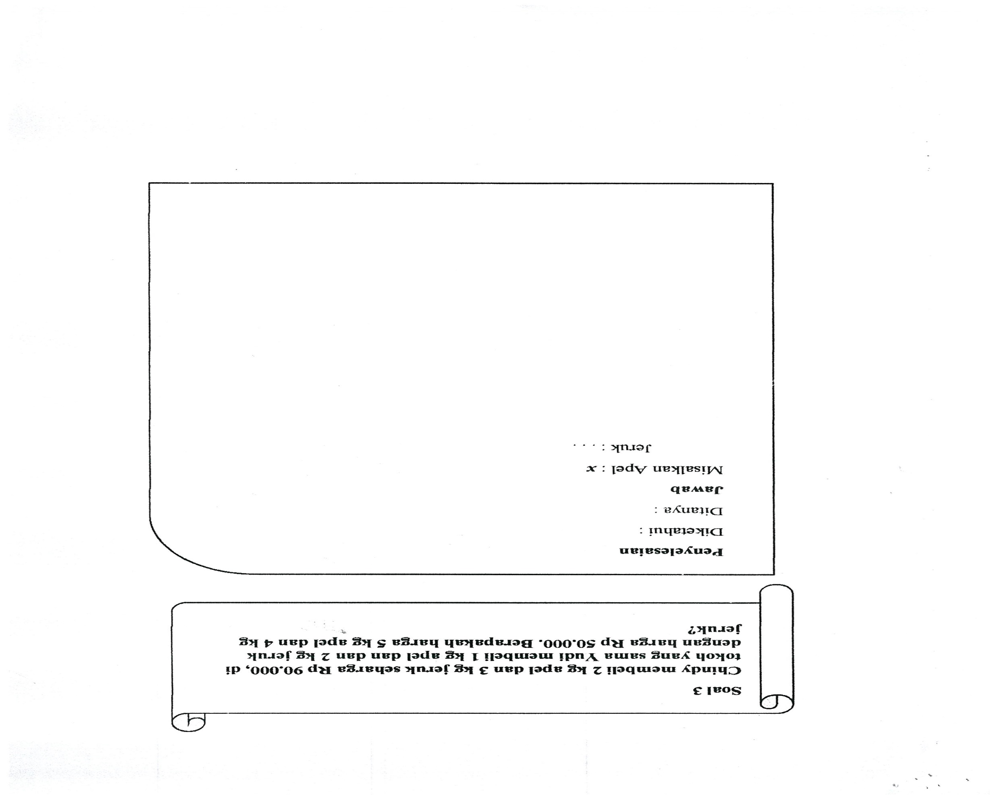 Soal 3
Chindy membeli 2 kg apel dan 3 kg jeruk seharga Rp 90.000, di
tokoh yang sama Yudi membeli 1 kg apel dan dan 2 kg jeruk
dengan harga Rp 50.000. Berapakah harga 5 kg apel dan 4 kg
jeruk?
Penyelesaian
Diketahui :
Ditanya :
Jawab
Misalkan Apel : x
Jeruk : . . .